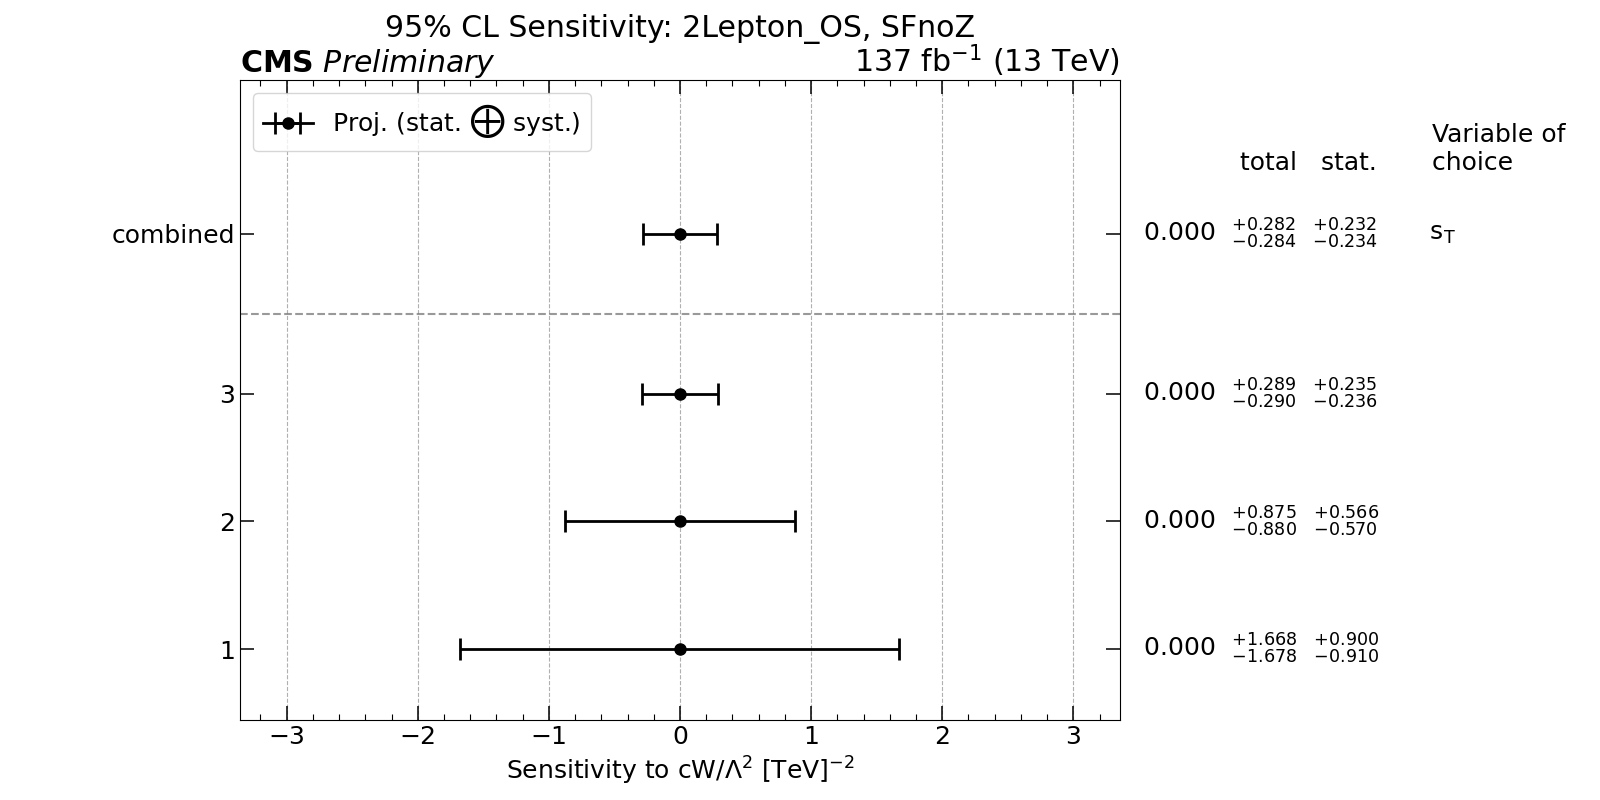 95% CL Sensitivity: 2Lepton_OS, SFnoZ
CMS Preliminary 137 fb⁻¹ (13 TeV)
Proj. (stat. ⊕ syst.)
Variable of
total stat. choice
combined 0.000 +0.282 −0.284 +0.232 −0.234 s_T
3 0.000 +0.289 −0.290 +0.235 −0.236
2 0.000 +0.875 −0.880 +0.566 −0.570
1 0.000 +1.668 −1.678 +0.900 −0.910
−3 −2 −1 0 1 2 3
Sensitivity to cW/Λ² [TeV]⁻²